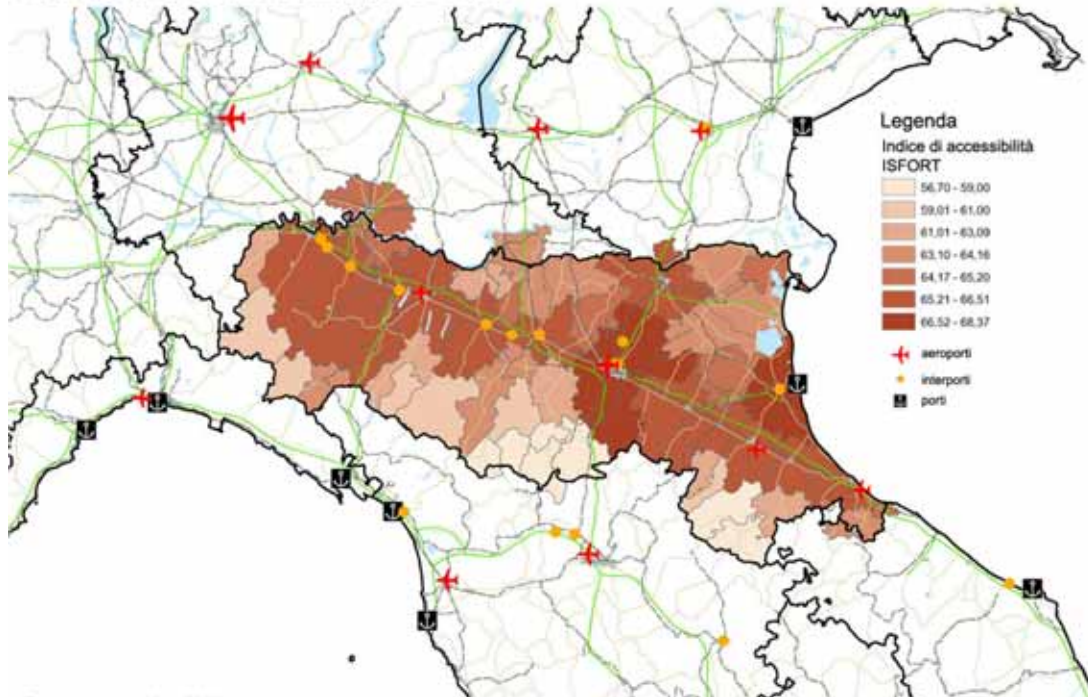 Legenda
Indice di accessibilità
ISFORT
56,70 - 59,00
59,01 - 61,00
61,01 - 63,09
63,10 - 64,16
64,17 - 65,20
65,21 - 66,51
66,52 - 68,37
aeroporti
interporti
porti